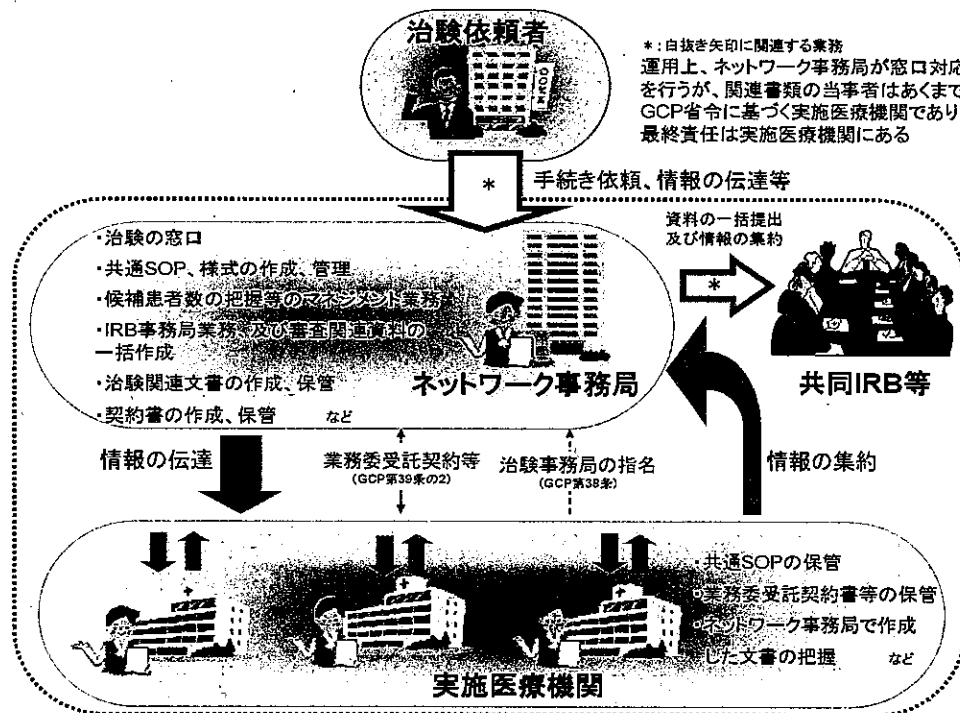 治験依頼者
*：白抜き矢印に関連する業務
運用上、ネットワーク事務局が窓口対応
を行うが、関連書類の当事者はあくまで
GCP省令に基づく実施医療機関であり
最終責任は実施医療機関にある
*
手続き依頼、情報の伝達等
・治験の窓口
・共通SOP、様式の作成、管理
・候補患者数の把握等のマネジメント業務
・IRB事務局業務、及び審査関連資料の
一括作成
・治験関連文書の作成、保管
・契約書の作成、保管 など
ネットワーク事務局
資料の一括提出
及び情報の集約
*
共同IRB等
情報の伝達
業務委受託契約等
(GCP第39条の2)
治験事務局の指名
(GCP第38条)
情報の集約
・共通SOPの保管
・業務委受託契約書等の保管
・ネットワーク事務局で作成
した文書の把握 など
実施医療機関